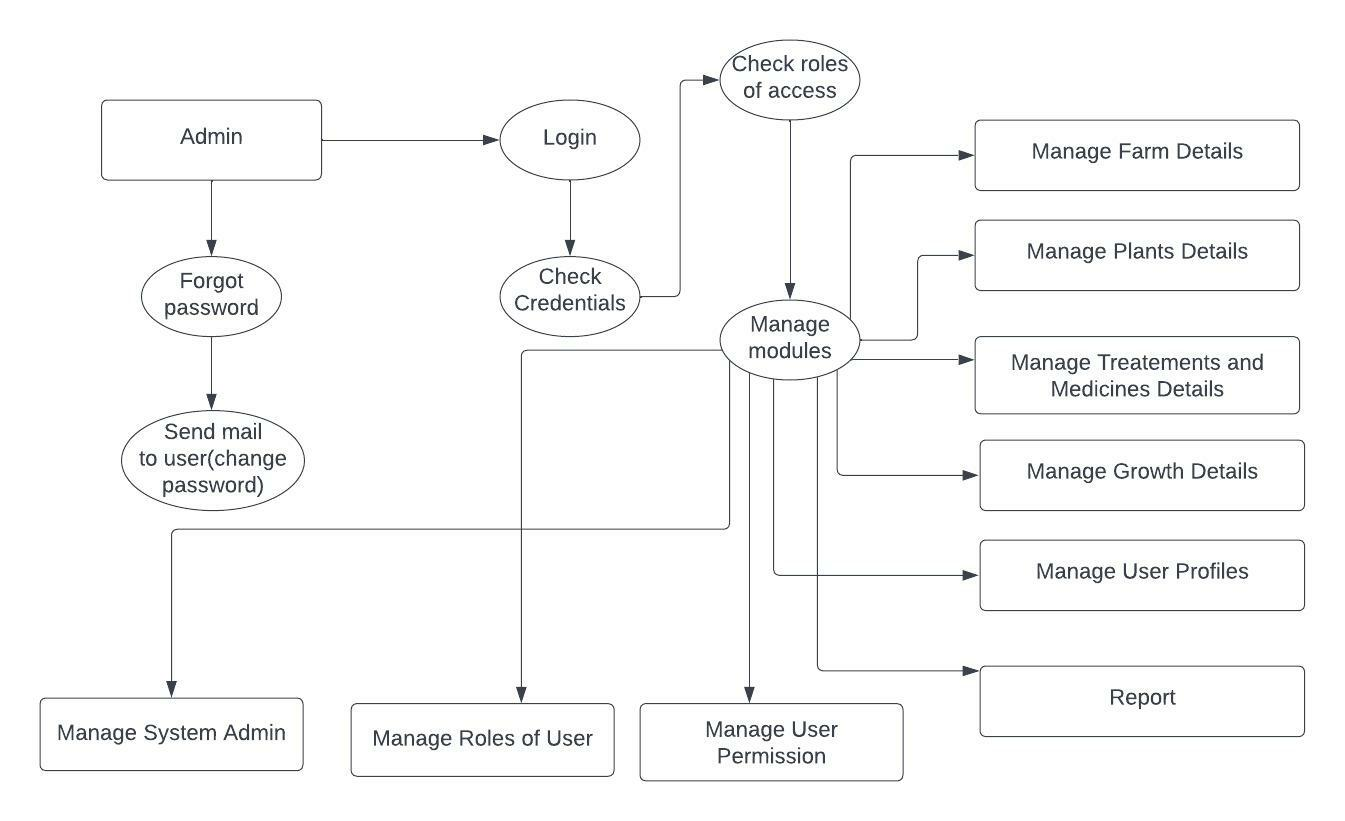 Check roles
of access
Admin
Login
Manage Farm Details
Manage Plants Details
Forgot
password
Check
Credentials
Manage
modules
Manage Treatements and
Medicines Details
Send mail
to user(change
password)
Manage Growth Details
Manage User Profiles
Report
Manage System Admin
Manage Roles of User
Manage User
Permission